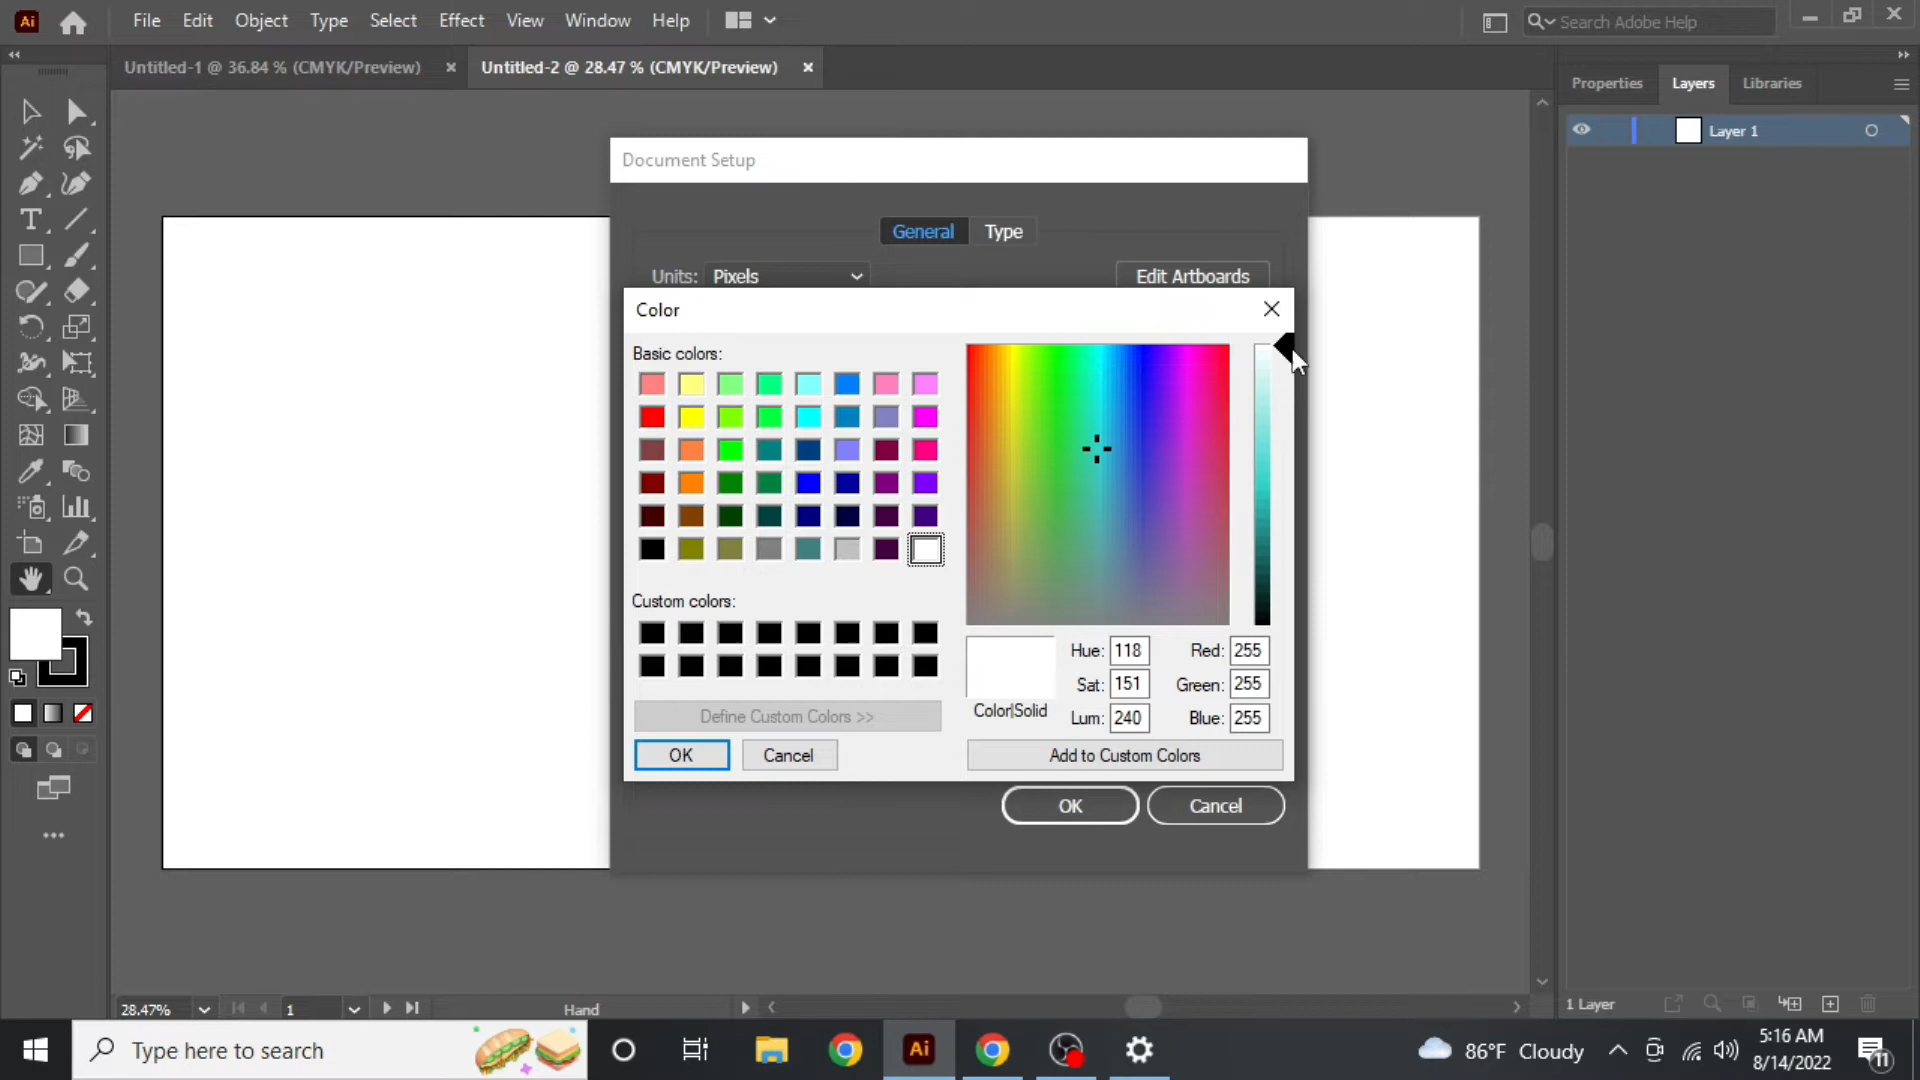 Ai File Edit Object Type Select Effect View Window Help Search Adobe Help
Untitled-1 @ 36.84 % (CMYK/Preview) × Untitled-2 @ 28.47 % (CMYK/Preview) ×
Properties Layers Libraries
Layer 1
Document Setup
General Type
Units: Pixels Edit Artboards
Color
Basic colors:
Custom colors:
Define Custom Colors >>
OK Cancel
Color|Solid
Hue: 118 Red: 255
Sat: 151 Green: 255
Lum: 240 Blue: 255
Add to Custom Colors
OK Cancel
28.47% 1 Hand
1 Layer
Type here to search
Ai
86°F Cloudy
5:16 AM
8/14/2022
11